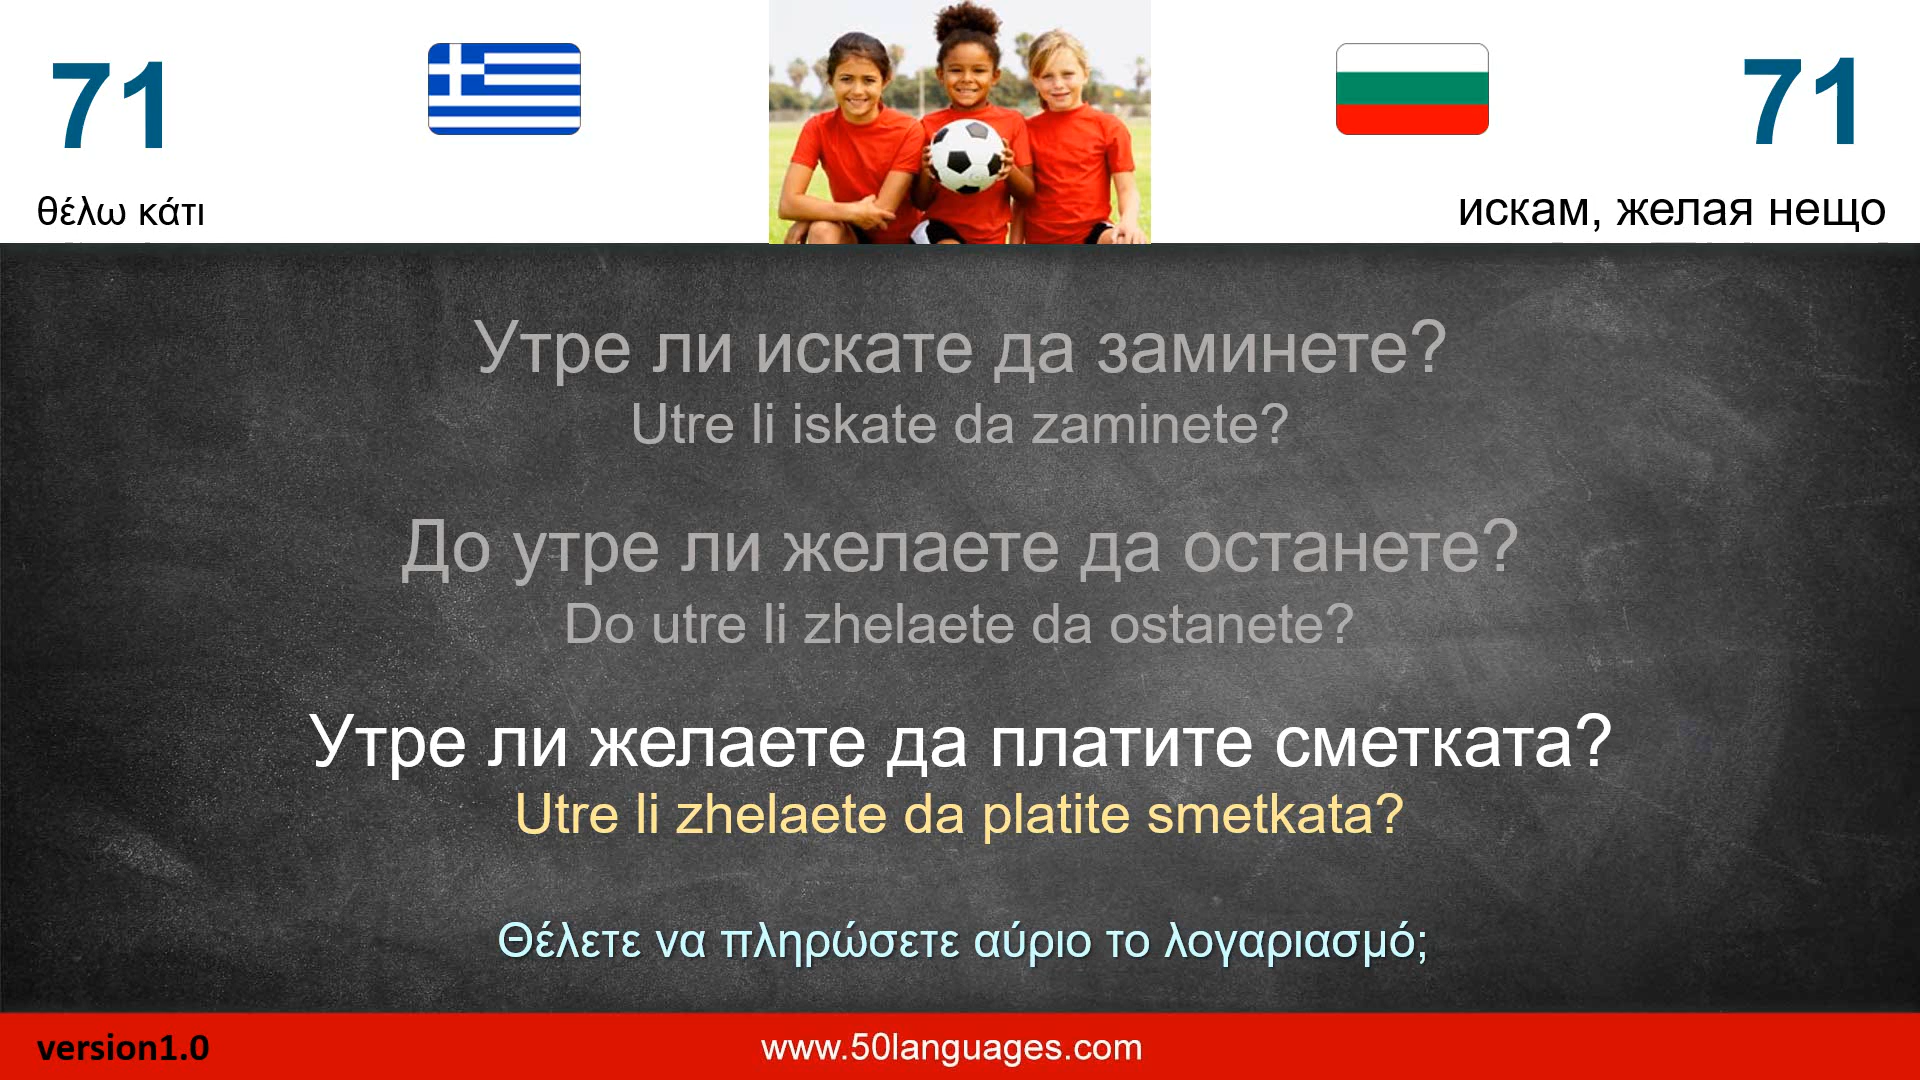 71
71
θέλω κάτι
искам, желая нещо
Утре ли искате да заминете?
Utre li iskate da zaminete?
До утре ли желаете да останете?
Do utre li zhelaete da ostanete?
Утре ли желаете да платите сметката?
Utre li zhelaete da platite smetkata?
Θέλετε να πληρώσετε αύριο το λογαριασμό;
version1.0
www.50languages.com